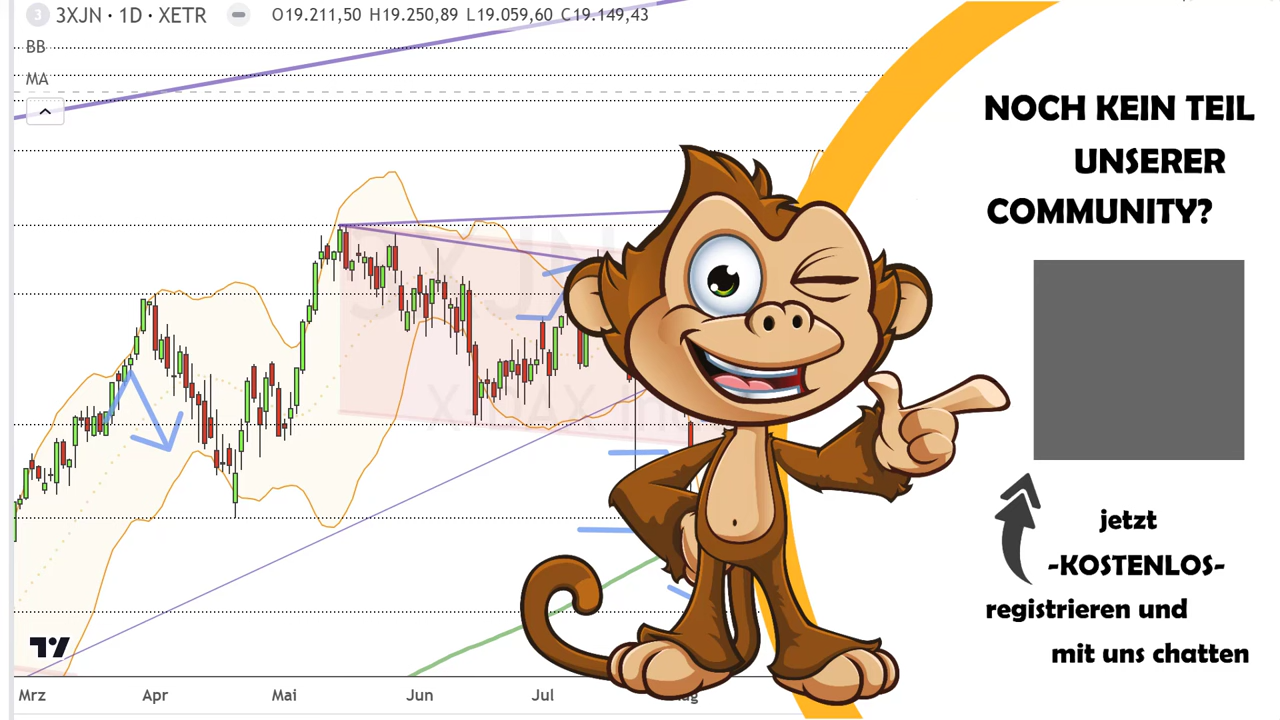 3 3XJN · 1D · XETR O19.211,50 H19.250,89 L19.059,60 C19.149,43
BB
MA
NOCH KEIN TEIL
UNSERER
COMMUNITY?
jetzt
-KOSTENLOS-
registrieren und
mit uns chatten
Mrz Apr Mai Jun Jul